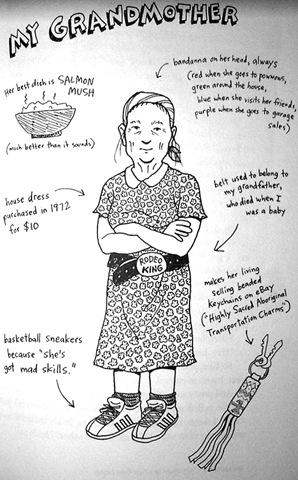 MY GRANDMOTHER
bandanna on her head, always
(red when she goes to powwows,
green around the house,
blue when she visits her friends,
purple when she goes to garage
sales)
Her best dish is SALMON
MUSH
(much better than it sounds)
house dress
purchased in 1972
for $10
belt used to belong to
my grandfather,
who died when I
was a baby
RODEO
KING
makes her living
selling beaded
keychains on eBay
("Highly Sacred Aboriginal
Transportation Charms")
basketball sneakers
because "she's
got mad skills."